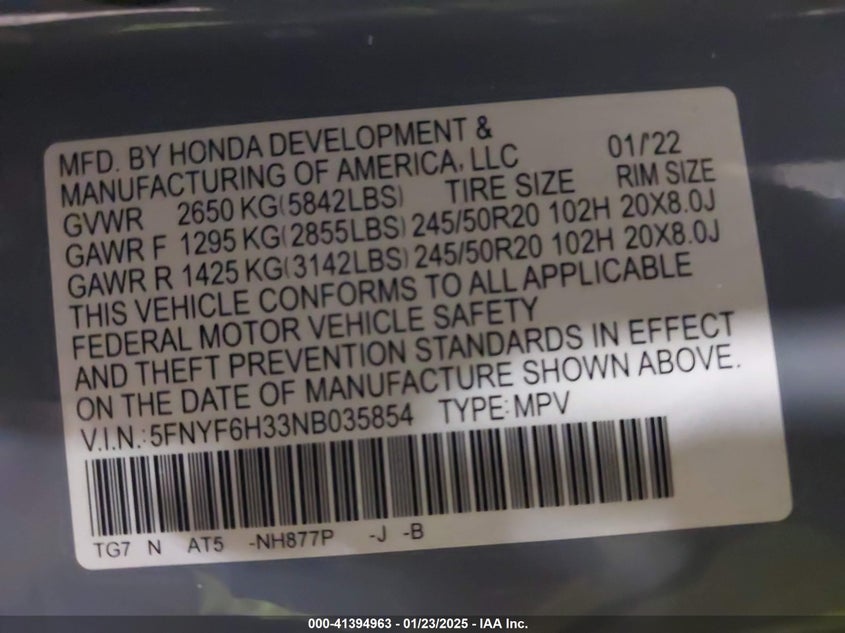 MFD. BY HONDA DEVELOPMENT &
MANUFACTURING OF AMERICA, LLC 01/'22
GVWR 2650 KG(5842LBS) TIRE SIZE RIM SIZE
GAWR F 1295 KG(2855LBS) 245/50R20 102H 20X8.0J
GAWR R 1425 KG(3142LBS) 245/50R20 102H 20X8.0J
THIS VEHICLE CONFORMS TO ALL APPLICABLE
FEDERAL MOTOR VEHICLE SAFETY
AND THEFT PREVENTION STANDARDS IN EFFECT
ON THE DATE OF MANUFACTURE SHOWN ABOVE.
V.I.N.: 5FNYF6H33NB035854 TYPE: MPV
TG7 N AT5 -NH877P -J -B
000-41394963 - 01/23/2025 - IAA Inc.